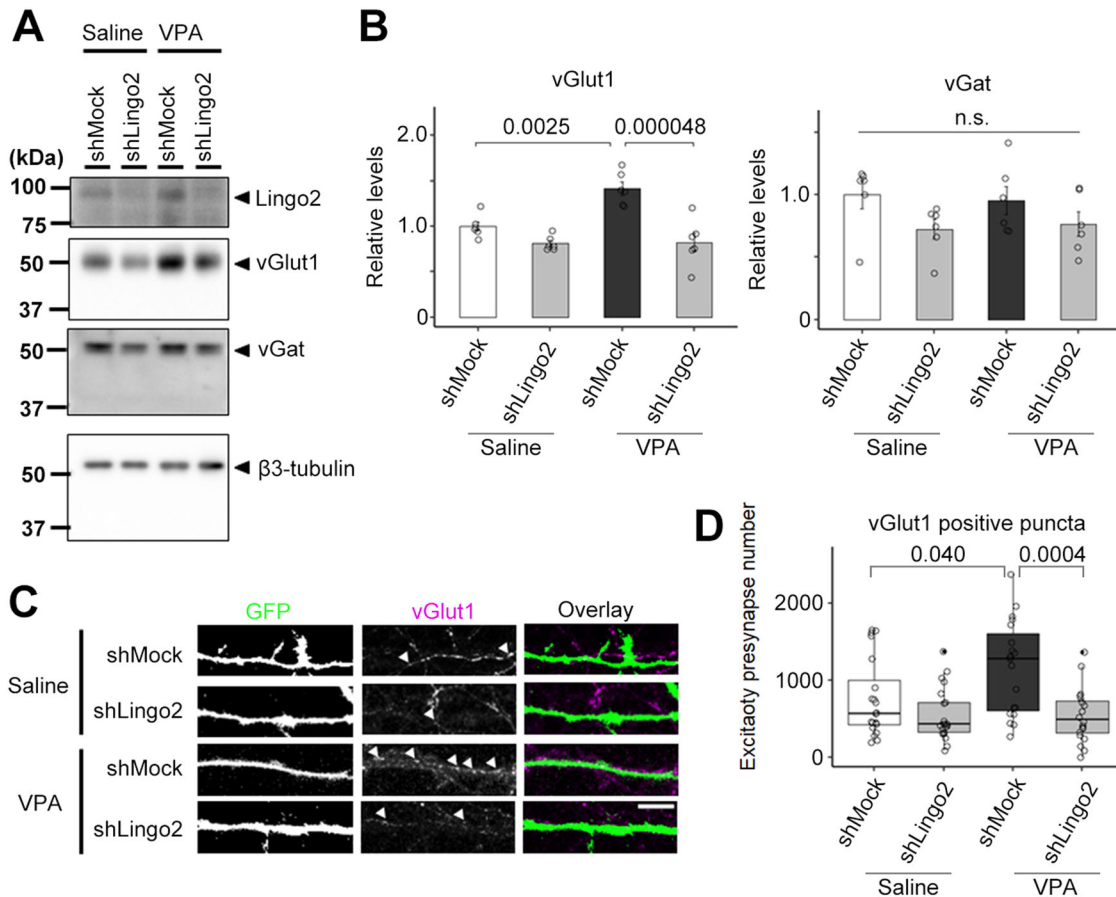 A
Saline VPA
shMock shLingo2 shMock shLingo2
(kDa)
100
75
Lingo2
50
37
vGlut1
50
37
vGat
50
37
β3-tubulin
B
vGlut1
0.0025 0.000048
Relative levels
2.0
1.0
0
shMock shLingo2 shMock shLingo2
Saline VPA
vGat
n.s.
Relative levels
1.0
0
shMock shLingo2 shMock shLingo2
Saline VPA
C
GFP vGlut1 Overlay
Saline
shMock
shLingo2
VPA
shMock
shLingo2
D
vGlut1 positive puncta
0.040 0.0004
Excitaoty presynapse number
2000
1000
0
shMock shLingo2 shMock shLingo2
Saline VPA